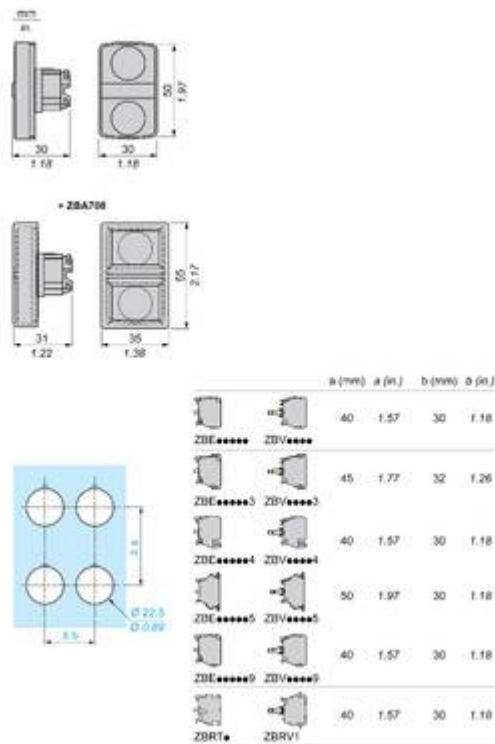 mm
in.
50
1.97
30
1.18
30
1.18
+ ZBA708
55
2.17
31
1.22
35
1.38
a (mm) a (in.) b (mm) b (in.)
40 1.57 30 1.18
ZBE●●●●● ZBV●●●●
45 1.77 32 1.26
ZBE●●●●●3 ZBV●●●●3
40 1.57 30 1.18
ZBE●●●●●4 ZBV●●●●4
50 1.97 30 1.18
ZBE●●●●●5 ZBV●●●●5
Ø 22.5
Ø 0.89
40 1.57 30 1.18
ZBE●●●●●9 ZBV●●●●9
40 1.57 30 1.18
ZBRT● ZBRV1